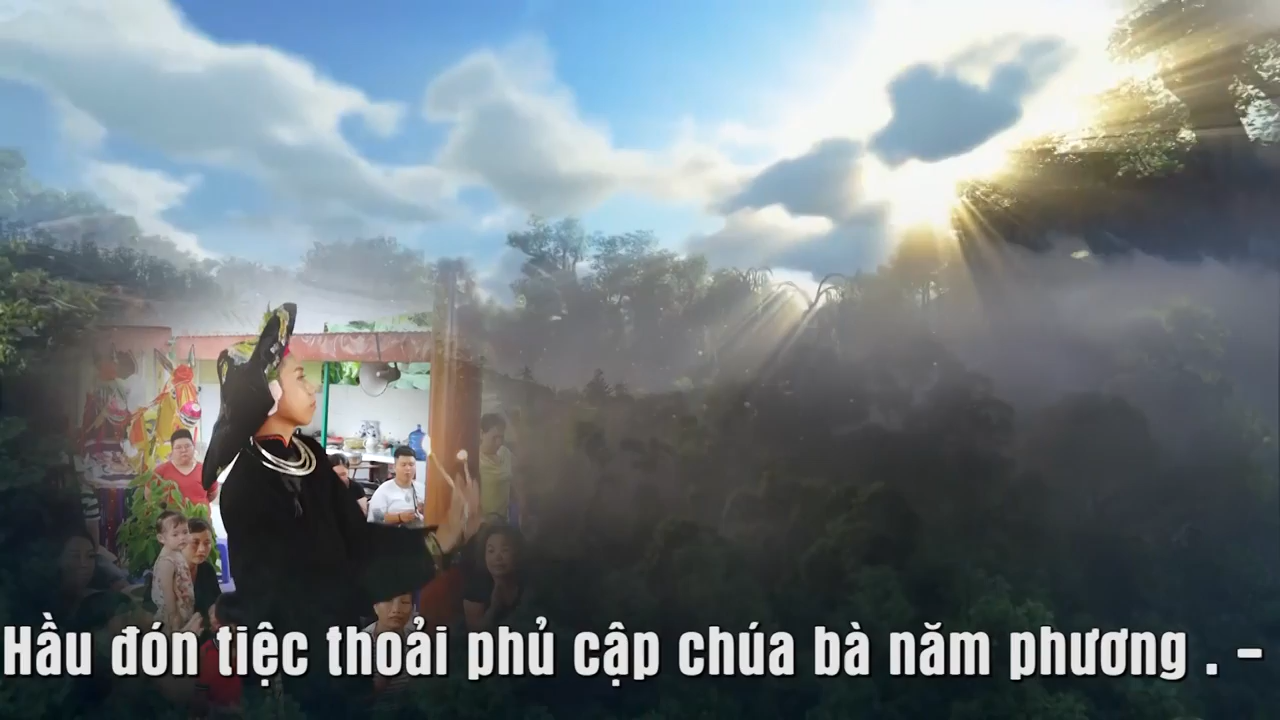 Hầu đón tiệc thoải phủ cập chúa bà năm phương . -